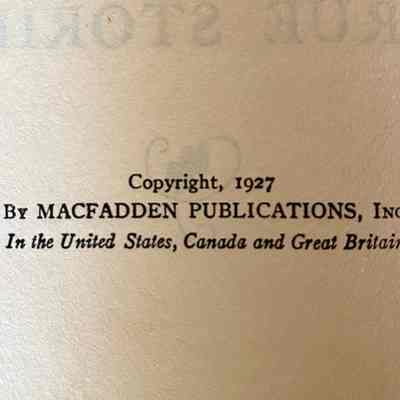 Copyright, 1927
By MACFADDEN PUBLICATIONS, Inc
In the United States, Canada and Great Britain